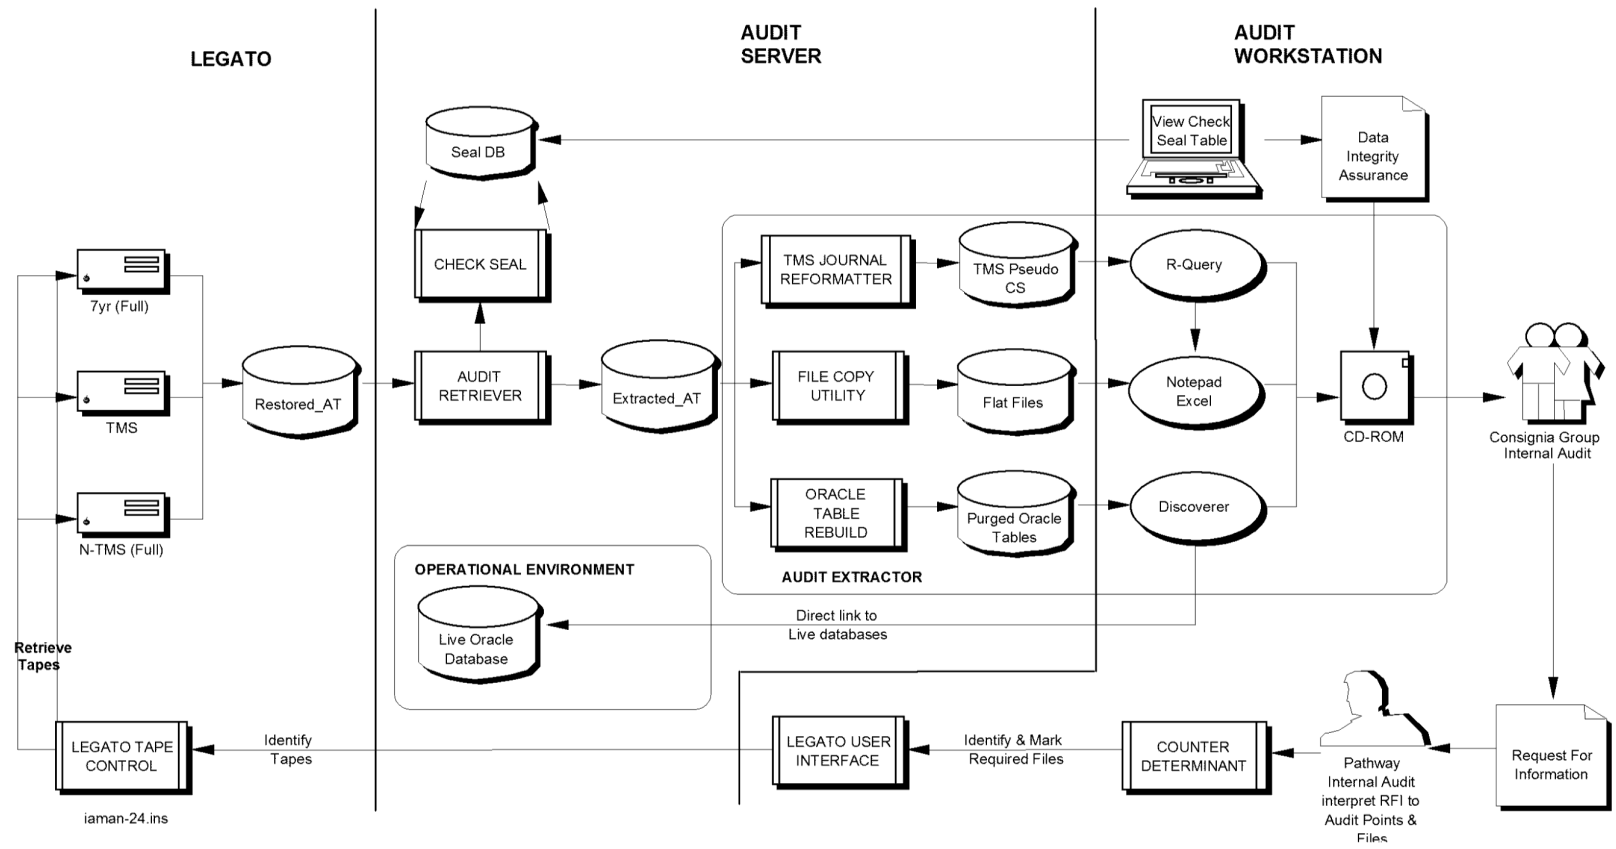 LEGATO
AUDIT
SERVER
AUDIT
WORKSTATION
Seal DB
View Check
Seal Table
Data
Integrity
Assurance
CHECK SEAL
TMS JOURNAL
REFORMATTER
TMS Pseudo
CS
R-Query
7yr (Full)
TMS
N-TMS (Full)
Restored_AT
AUDIT
RETRIEVER
Extracted_AT
FILE COPY
UTILITY
Flat Files
Notepad
Excel
CD-ROM
Consignia Group
Internal Audit
ORACLE
TABLE
REBUILD
Purged Oracle
Tables
Discoverer
AUDIT EXTRACTOR
OPERATIONAL ENVIRONMENT
Live Oracle
Database
Direct link to
Live databases
Retrieve
Tapes
LEGATO TAPE
CONTROL
Identify
Tapes
LEGATO USER
INTERFACE
Identify & Mark
Required Files
COUNTER
DETERMINANT
Pathway
Internal Audit
interpret RFI to
Audit Points &
Files
Request For
Information
iaman-24.ins